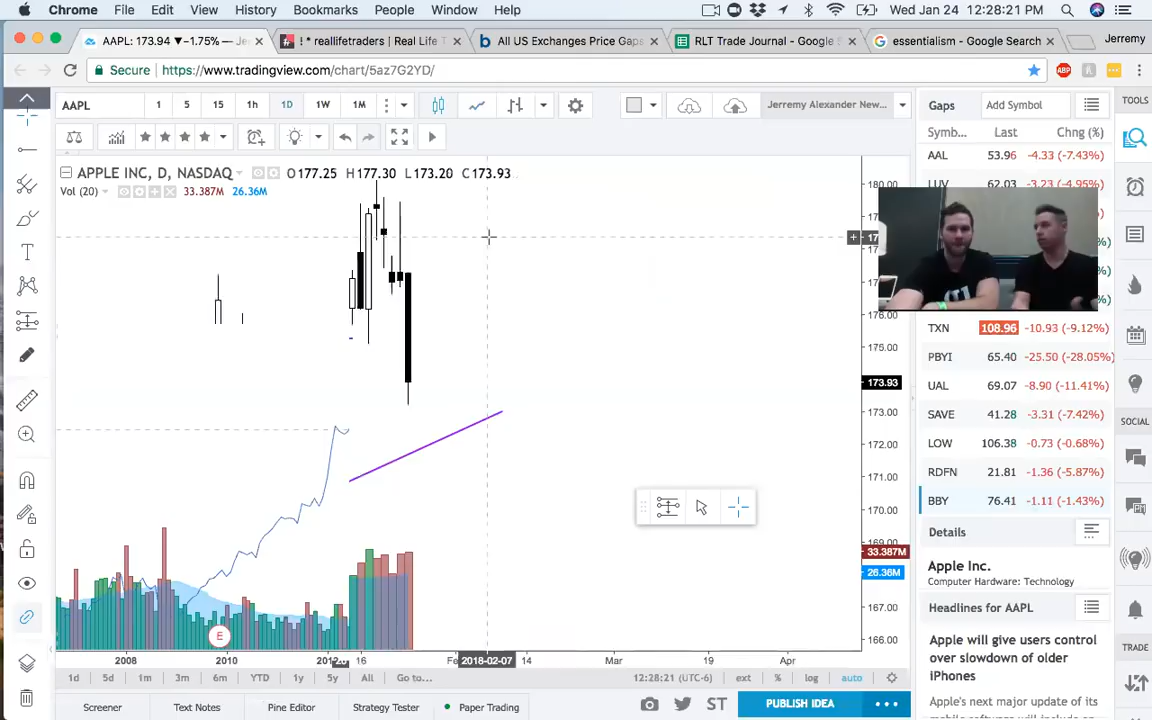 Chrome File Edit View History Bookmarks People Window Help Wed Jan 24 12:28:21 PM
AAPL: 173.94 ▼-1.75% — Je
! * reallifetraders | Real Life T
All US Exchanges Price Gaps
RLT Trade Journal - Google S
essentialism - Google Search
Jerremy
Secure | https://www.tradingview.com/chart/5az7G2YD/
ABP
AAPL 1 5 15 1h 1D 1W 1M
Jerremy Alexander New...
Gaps Add Symbol
TOOLS
Symb... Last Chng (%)
AAL 53.96 -4.33 (-7.43%)
LUV 62.03 -3.23 (-4.95%)
TXN 108.96 -10.93 (-9.12%)
PBYI 65.40 -25.50 (-28.05%)
UAL 69.07 -8.90 (-11.41%)
SAVE 41.28 -3.31 (-7.42%)
SOCIAL
LOW 106.38 -0.73 (-0.68%)
RDFN 21.81 -1.36 (-5.87%)
BBY 76.41 -1.11 (-1.43%)
Details
Apple Inc.
Computer Hardware: Technology
Headlines for AAPL
Apple will give users control
over slowdown of older
iPhones
TRADE
Apple's next major update of its
APPLE INC, D, NASDAQ O177.25 H177.30 L173.20 C173.93
Vol (20) 33.387M 26.36M
180.00
176.00
175.00
173.93
173.00
172.00
171.00
170.00
169.00
33.387M
26.36M
167.00
166.00
E
2008 2010 16 2018-02-07 14 Mar 19 Apr
1d 5d 1m 3m 6m YTD 1y 5y All Go to... 12:28:21 (UTC-6) ext % log auto
Screener Text Notes Pine Editor Strategy Tester Paper Trading ST PUBLISH IDEA